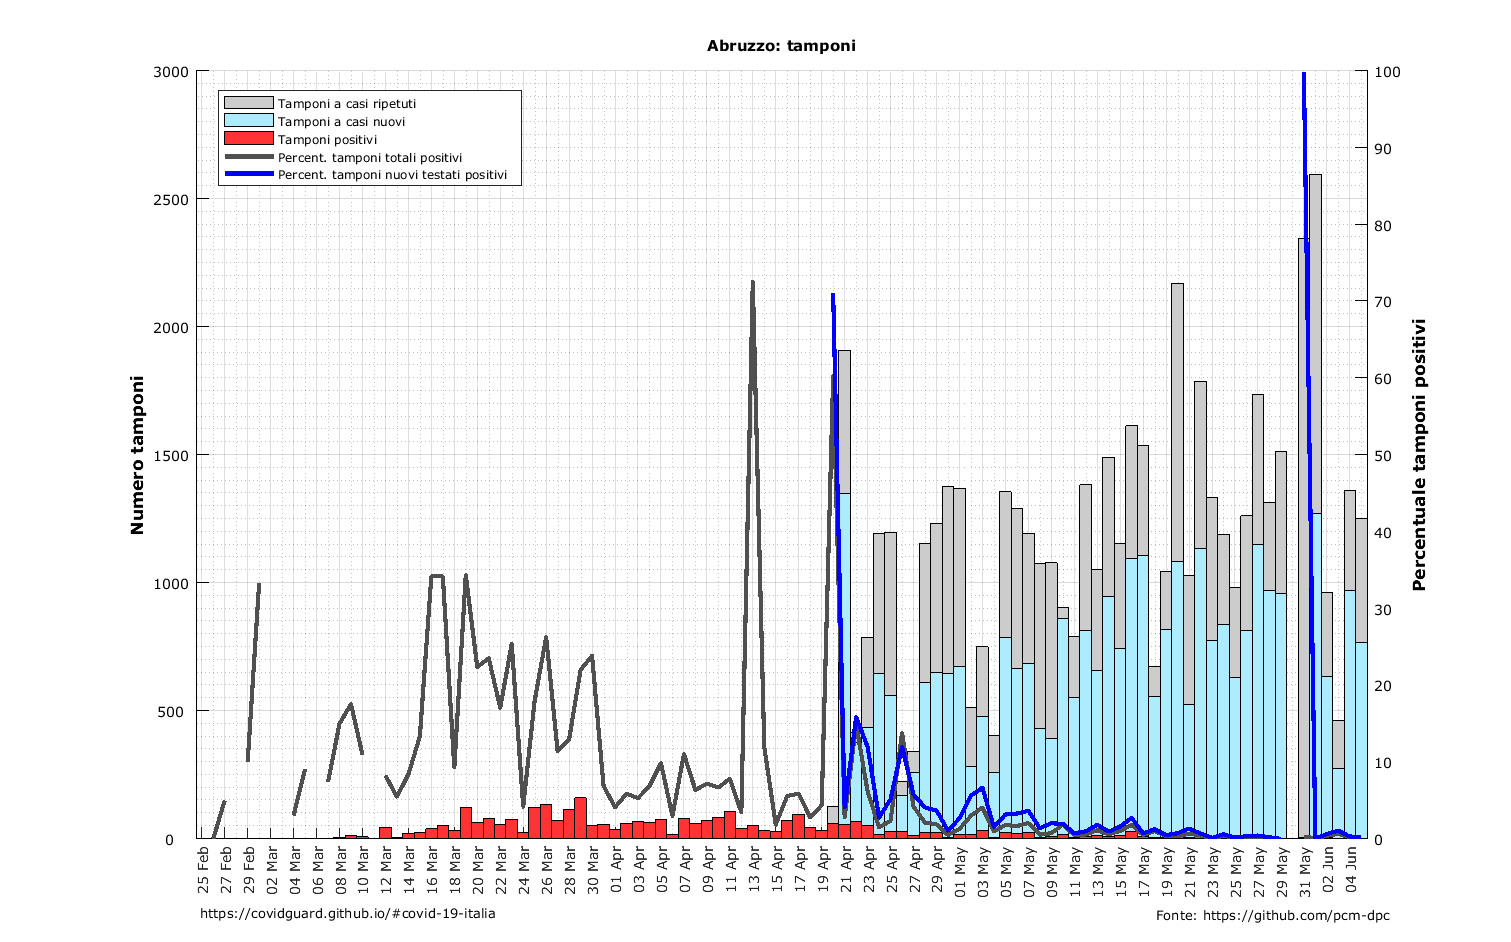 Abruzzo: tamponi
3000
2500
2000
1500
1000
500
0
Numero tamponi
Tamponi a casi ripetuti
Tamponi a casi nuovi
Tamponi positivi
Percent. tamponi totali positivi
Percent. tamponi nuovi testati positivi
100
90
80
70
60
50
40
30
20
10
0
Percentuale tamponi positivi
25 Feb
27 Feb
29 Feb
02 Mar
04 Mar
06 Mar
08 Mar
10 Mar
12 Mar
14 Mar
16 Mar
18 Mar
20 Mar
22 Mar
24 Mar
26 Mar
28 Mar
30 Mar
01 Apr
03 Apr
05 Apr
07 Apr
09 Apr
11 Apr
13 Apr
15 Apr
17 Apr
19 Apr
21 Apr
23 Apr
25 Apr
27 Apr
29 Apr
01 May
03 May
05 May
07 May
09 May
11 May
13 May
15 May
17 May
19 May
21 May
23 May
25 May
27 May
29 May
31 May
02 Jun
04 Jun
https://covidguard.github.io/#covid-19-italia
Fonte: https://github.com/pcm-dpc